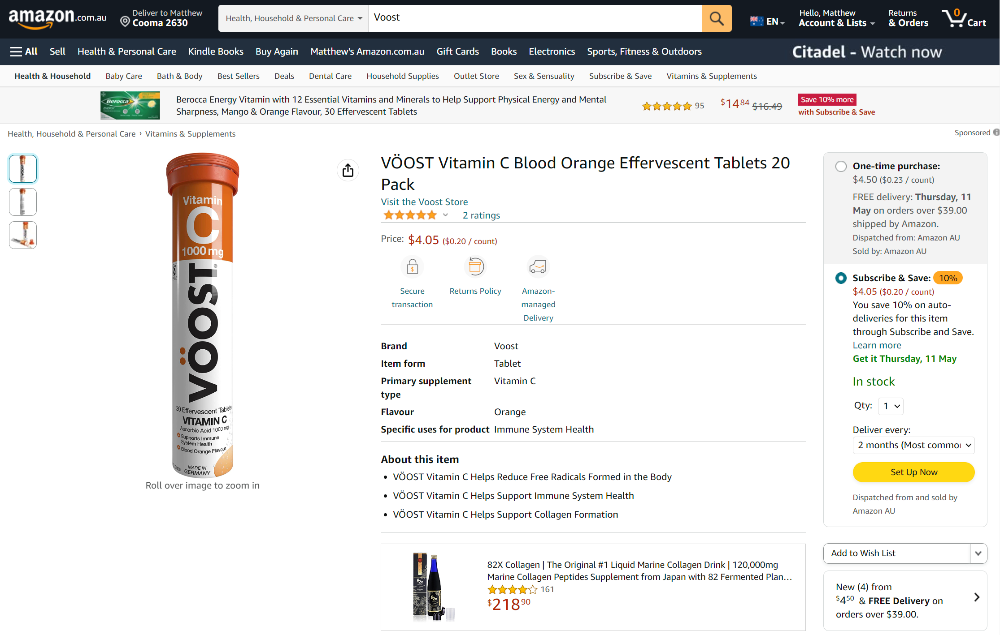 amazon.com.au
Deliver to Matthew
Cooma 2630
Health, Household & Personal Care
Voost
EN
Hello, Matthew
Account & Lists
Returns
& Orders
0
Cart
All
Sell
Health & Personal Care
Kindle Books
Buy Again
Matthew's Amazon.com.au
Gift Cards
Books
Electronics
Sports, Fitness & Outdoors
Citadel - Watch now
Health & Household
Baby Care
Bath & Body
Best Sellers
Deals
Dental Care
Household Supplies
Outlet Store
Sex & Sensuality
Subscribe & Save
Vitamins & Supplements
Berocca
Berocca Energy Vitamin with 12 Essential Vitamins and Minerals to Help Support Physical Energy and Mental
Sharpness, Mango & Orange Flavour, 30 Effervescent Tablets
95
$14 84 $16.49
Save 10% more
with Subscribe & Save
Health, Household & Personal Care › Vitamins & Supplements
Sponsored
Vitamin
C
1000 mg
VÖOST®
20 Effervescent Tablets
VITAMIN C
Ascorbic Acid 1000 mg
Supports Immune
System Health
Blood Orange Flavour
MADE IN
GERMANY
Roll over image to zoom in
VÖOST Vitamin C Blood Orange Effervescent Tablets 20
Pack
Visit the Voost Store
2 ratings
Price: $4.05 ($0.20 / count)
Secure
transaction
Returns Policy
Amazon-
managed
Delivery
Brand Voost
Item form Tablet
Primary supplement Vitamin C
type
Flavour Orange
Specific uses for product Immune System Health
About this item
• VÖOST Vitamin C Helps Reduce Free Radicals Formed in the Body
• VÖOST Vitamin C Helps Support Immune System Health
• VÖOST Vitamin C Helps Support Collagen Formation
82x
82x
82X Collagen | The Original #1 Liquid Marine Collagen Drink | 120,000mg
Marine Collagen Peptides Supplement from Japan with 82 Fermented Plan...
161
$218 90
One-time purchase:
$4.50 ($0.23 / count)
FREE delivery: Thursday, 11
May on orders over $39.00
shipped by Amazon.
Dispatched from: Amazon AU
Sold by: Amazon AU
Subscribe & Save: 10%
$4.05 ($0.20 / count)
You save 10% on auto-
deliveries for this item
through Subscribe and Save.
Learn more
Get it Thursday, 11 May
In stock
Qty: 1
Deliver every:
2 months (Most commo
Set Up Now
Dispatched from and sold by
Amazon AU
Add to Wish List
New (4) from
$4 50 & FREE Delivery on
orders over $39.00.